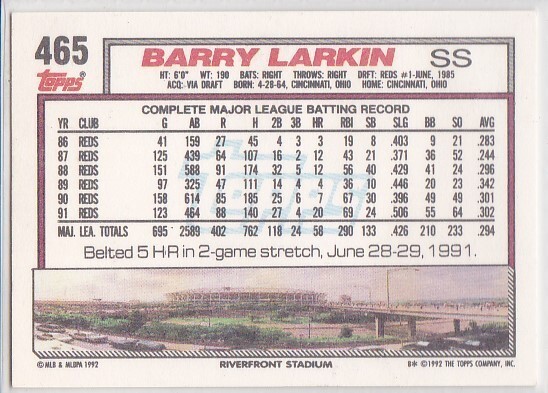 465 BARRY LARKIN SS
Topps®
HT: 6'0" WT: 190 BATS: RIGHT THROWS: RIGHT DRFT: REDS #1-JUNE, 1985
ACQ: VIA DRAFT BORN: 4-28-64, CINCINNATI, OHIO HOME: CINCINNATI, OHIO
COMPLETE MAJOR LEAGUE BATTING RECORD
YR CLUB G AB R H 2B 3B HR RBI SB SLG BB SO AVG
86 REDS 41 159 27 45 4 3 3 19 8 .403 9 21 .283
87 REDS 125 439 64 107 16 2 12 43 21 .371 36 52 .244
88 REDS 151 588 91 174 32 5 12 56 40 .429 41 24 .296
89 REDS 97 325 47 111 14 4 4 36 10 .446 20 23 .342
90 REDS 158 614 85 185 25 6 7 67 30 .396 49 49 .301
91 REDS 123 464 88 140 27 4 20 69 24 .506 55 64 .302
MAJ. LEA. TOTALS 695 2589 402 762 118 24 58 290 133 .426 210 233 .294
Topps
Belted 5 HR in 2-game stretch, June 28-29, 1991.
© MLB & MLBPA 1992 RIVERFRONT STADIUM B* © 1992 THE TOPPS COMPANY, INC.